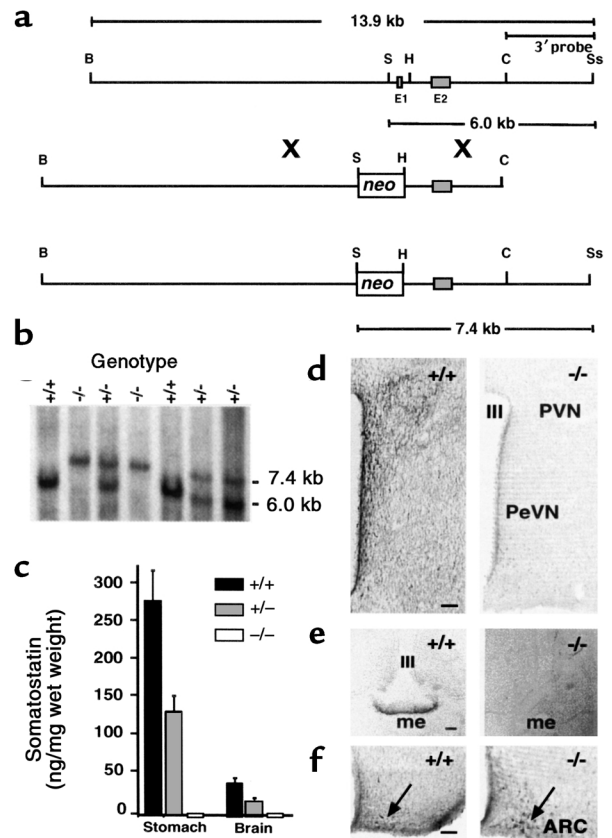 a
13.9 kb
3' probe
B S H C Ss
E1 E2
6.0 kb
X X
B S H C
neo
B S H C Ss
neo
7.4 kb
b
Genotype
+/+ -/- +/- -/- +/+ +/- +/-
7.4 kb
6.0 kb
c
Somatostatin
(ng/mg wet weight)
300
250
200
150
100
50
0
+/+
+/−
−/−
Stomach Brain
d
+/+ -/-
III PVN
PeVN
e
+/+ -/-
III
me me
f
+/+ -/-
ARC